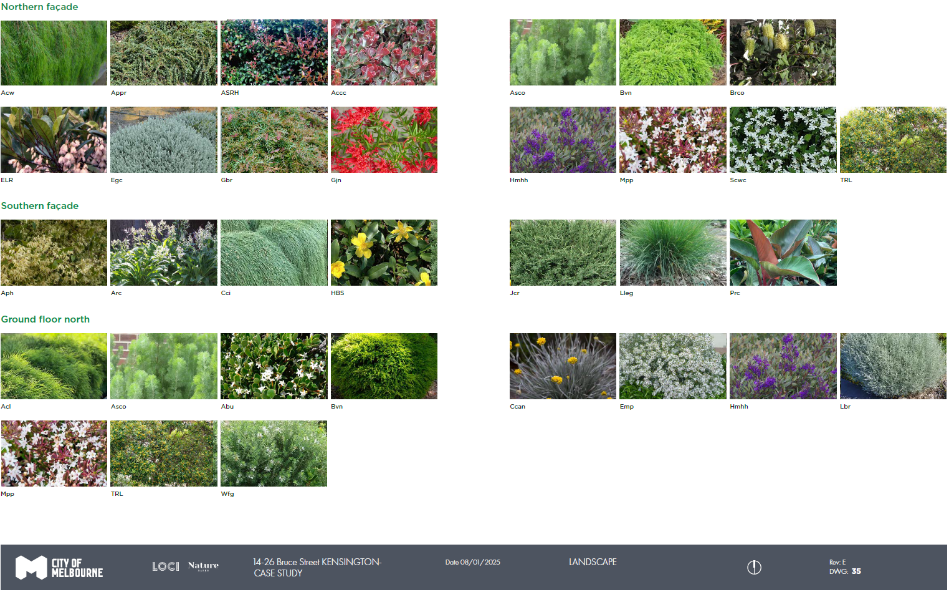 Northern façade
Acw
Appr
ASRH
Accc
Asco
Bvn
Brco
ELR
Egc
Gbr
Gjn
Hmhh
Mpp
Scwc
TRL
Southern façade
Aph
Arc
Cci
HBS
Jcr
Lleg
Prc
Ground floor north
Acl
Asco
Abu
Bvn
Ccan
Emp
Hmhh
Lbr
Mpp
TRL
Wfg
CITY OF
MELBOURNE
LOCI
Nature
14-26 Bruce Street KENSINGTON-
CASE STUDY
Date 08/01/2025
LANDSCAPE
Rev: E
DWG: 35